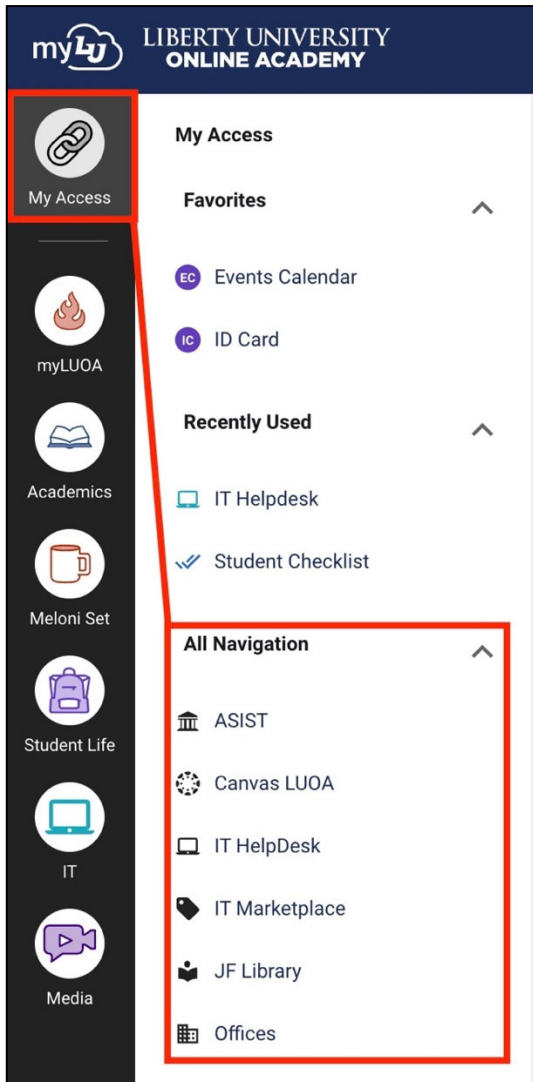 myLU
LIBERTY UNIVERSITY
ONLINE ACADEMY
My Access
myLUOA
Academics
Meloni Set
Student Life
IT
Media
My Access
Favorites
EC Events Calendar
IC ID Card
Recently Used
IT Helpdesk
Student Checklist
All Navigation
ASIST
Canvas LUOA
IT HelpDesk
IT Marketplace
JF Library
Offices